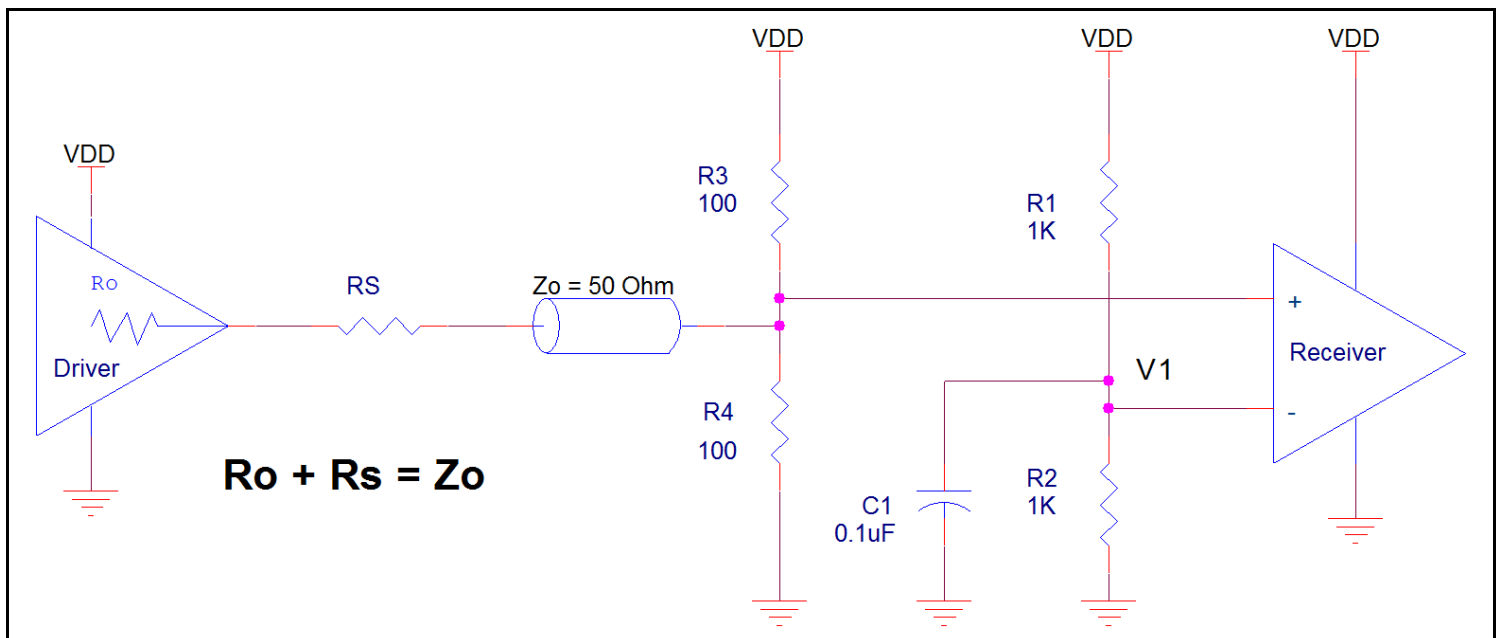 VDD
VDD
VDD
VDD
R3
100
R1
1K
Ro
RS
Zo = 50 Ohm
+
Driver
Receiver
V1
-
R4
100
Ro + Rs = Zo
R2
1K
C1
0.1uF